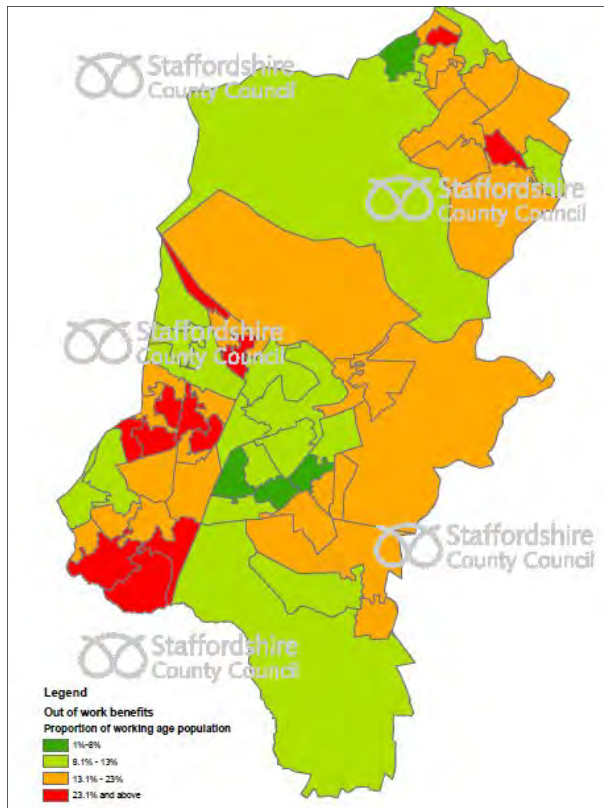 Staffordshire
County Council
Staffordshire
County Council
Staffordshire
County Council
Staffordshire
County Council
Staffordshire
County Council
Legend
Out of work benefits
Proportion of working age population
1%-8%
8.1% - 13%
13.1% - 23%
23.1% and above